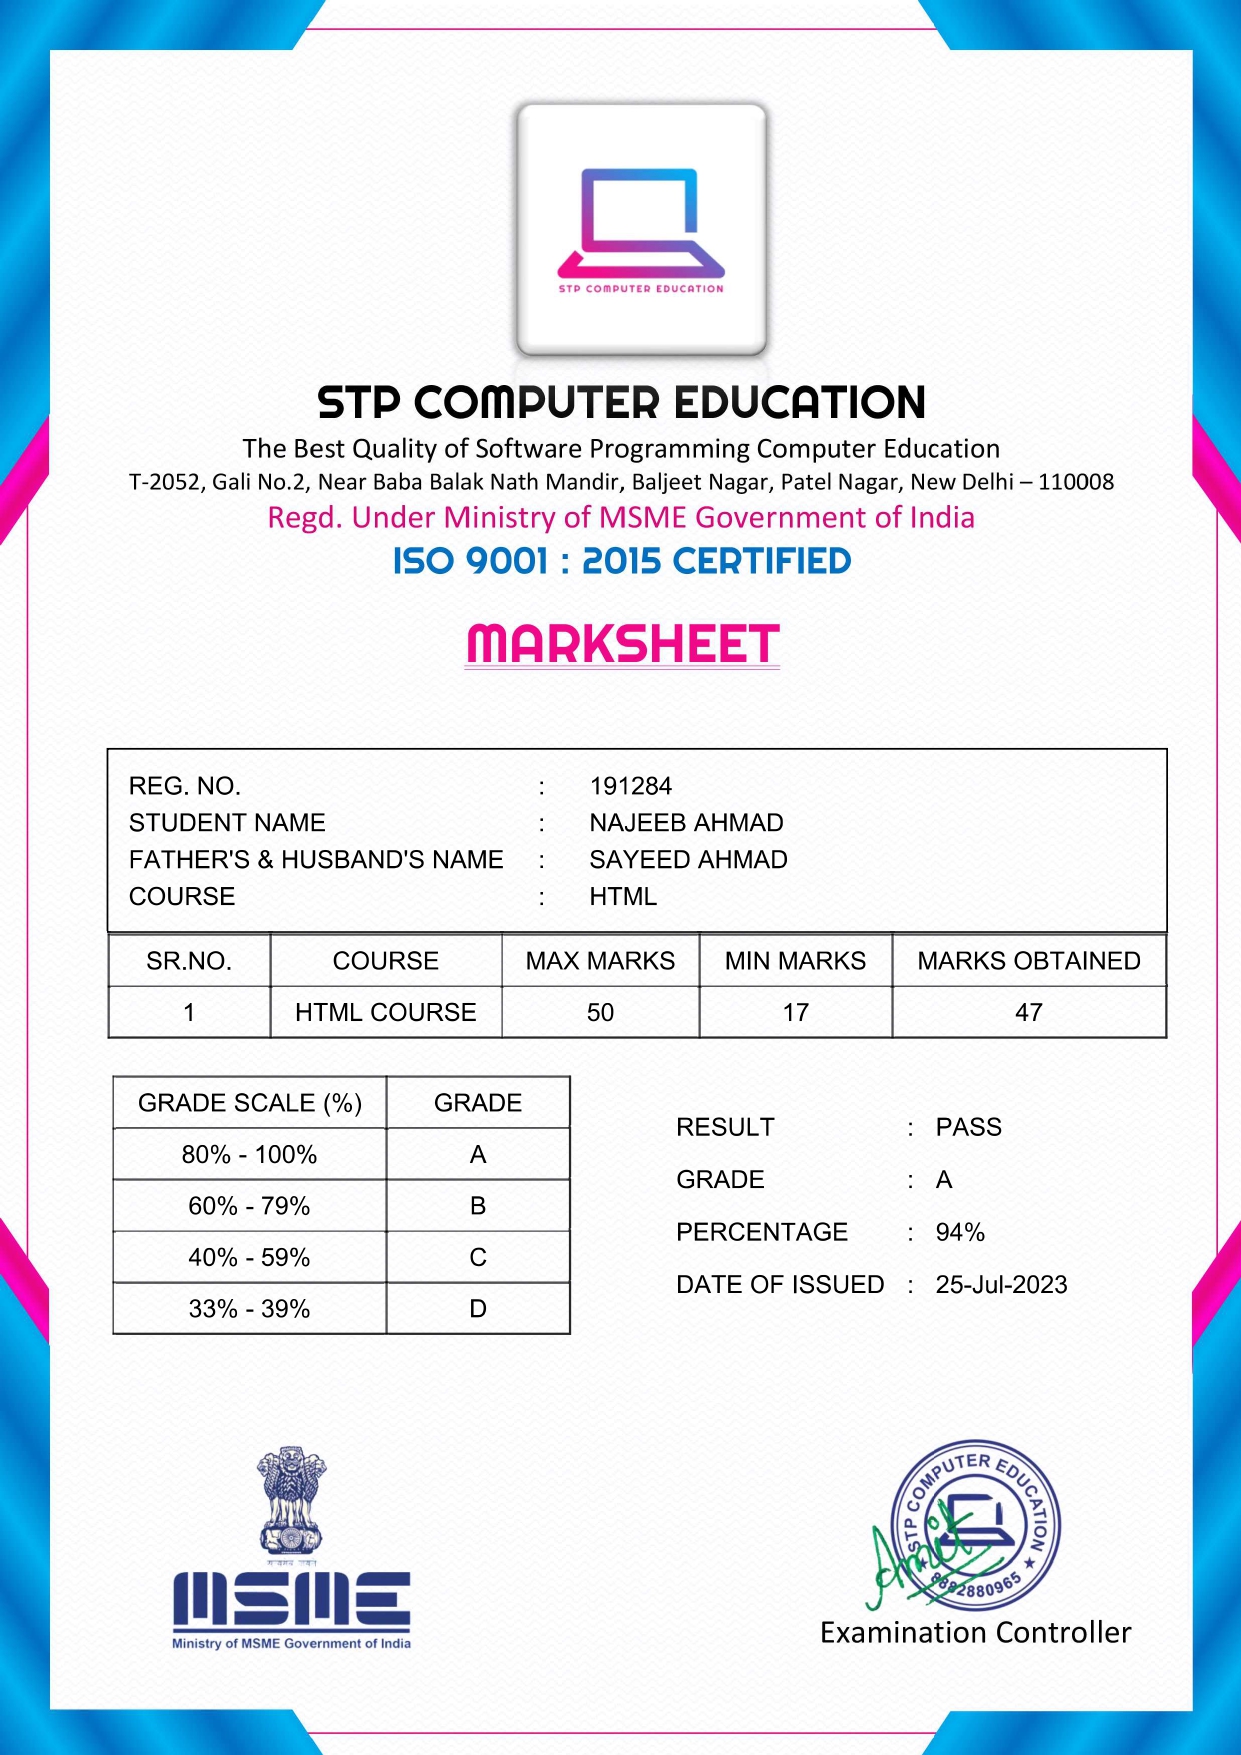 STP COMPUTER EDUCATION
STP COMPUTER EDUCATION
The Best Quality of Software Programming Computer Education
T-2052, Gali No.2, Near Baba Balak Nath Mandir, Baljeet Nagar, Patel Nagar, New Delhi – 110008
Regd. Under Ministry of MSME Government of India
ISO 9001 : 2015 CERTIFIED
MARKSHEET
REG. NO. : 191284
STUDENT NAME : NAJEEB AHMAD
FATHER'S & HUSBAND'S NAME : SAYEED AHMAD
COURSE : HTML
SR.NO. COURSE MAX MARKS MIN MARKS MARKS OBTAINED
1 HTML COURSE 50 17 47
GRADE SCALE (%) GRADE
80% - 100% A
60% - 79% B
40% - 59% C
33% - 39% D
RESULT : PASS
GRADE : A
PERCENTAGE : 94%
DATE OF ISSUED : 25-Jul-2023
MSME
Ministry of MSME Government of India
STP COMPUTER EDUCATION
8882880965
Amit
Examination Controller